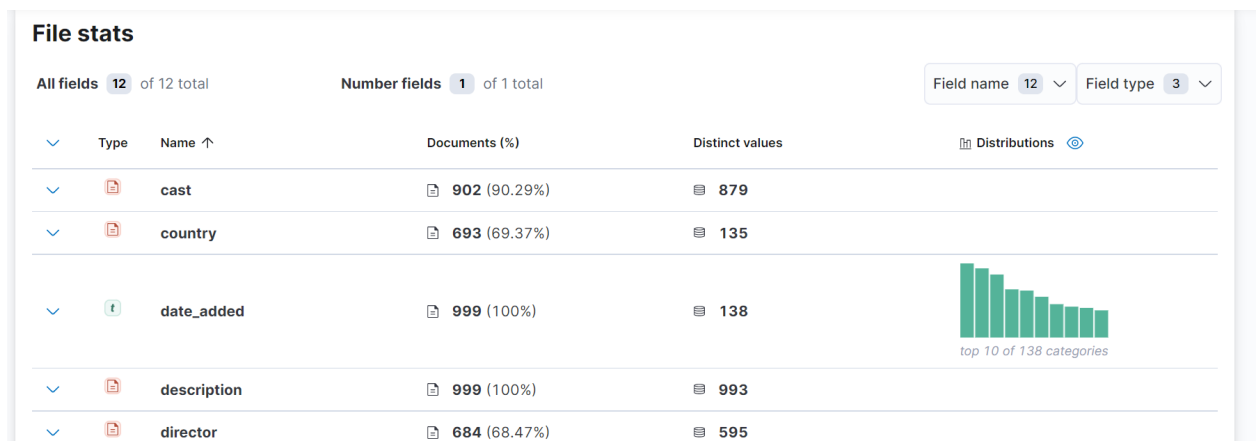 File stats
All fields 12 of 12 total Number fields 1 of 1 total Field name 12 Field type 3
Type Name Documents (%) Distinct values Distributions
cast 902 (90.29%) 879
country 693 (69.37%) 135
t date_added 999 (100%) 138
top 10 of 138 categories
description 999 (100%) 993
director 684 (68.47%) 595